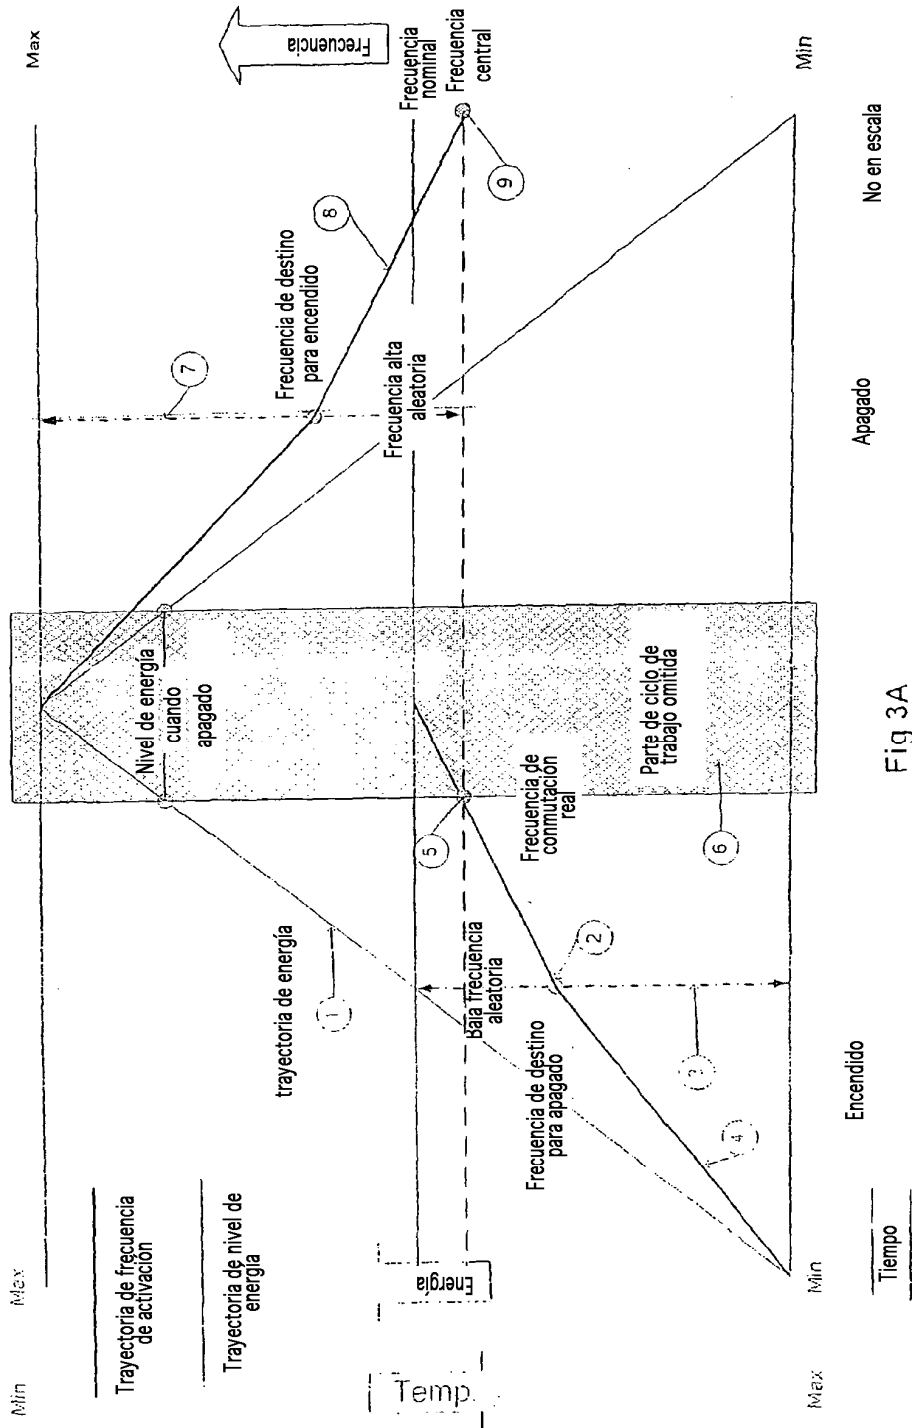 Min
Max
Max
Trayectoria de frecuencia
de activación
Trayectoria de nivel de
energía
trayectoria de energía
1
Nivel de energía
cuando
apagado
7
Frecuencia de destino
para encendido
8
Frecuencia
Frecuencia alta
aleatoria
Frecuencia
nominal
Frecuencia
central
9
Temp.
Energía
Baja frecuencia
aleatoria
5
Frecuencia de destino
para apagado
2
Frecuencia de
conmutación
real
3
4
6
Parte de ciclo de
trabajo omitida
Max
Min
Min
Encendido
Apagado
No en escala
Tiempo
Fig 3A